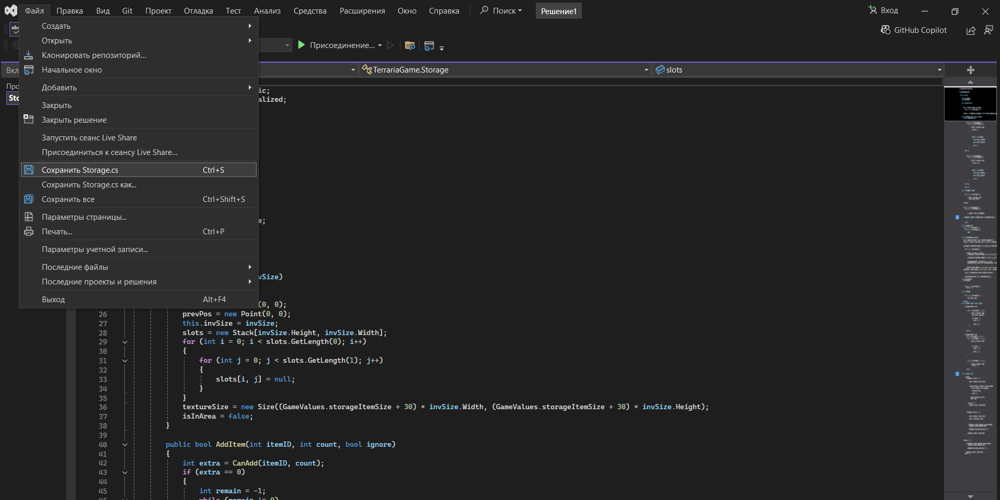 Файл Правка Вид Git Проект Отладка Тест Анализ Средства Расширения Окно Справка Поиск Решение1 Вход
GitHub Copilot
Присоединение...
TerrariaGame.Storage slots
Создать
Открыть
Клонировать репозиторий...
Начальное окно
Добавить
Закрыть
Закрыть решение
Запустить сеанс Live Share
Присоединиться к сеансу Live Share...
Сохранить Storage.cs Ctrl+S
Сохранить Storage.cs как...
Сохранить все Ctrl+Shift+S
Параметры страницы...
Печать... Ctrl+P
Параметры учетной записи...
Последние файлы
Последние проекты и решения
Выход Alt+F4
abc
Вкл
Про
Sto
ic;
alized;
e;
vSize)
(0, 0);
26 prevPos = new Point(0, 0);
27 this.invSize = invSize;
28 slots = new Stack[invSize.Height, invSize.Width];
29 for (int i = 0; i < slots.GetLength(0); i++)
30 {
31 for (int j = 0; j < slots.GetLength(1); j++)
32 {
33 slots[i, j] = null;
34 }
35 }
36 textureSize = new Size((GameValues.storageItemSize + 30) * invSize.Width, (GameValues.storageItemSize + 30) * invSize.Height);
37 isInArea = false;
38 }
39
40 public bool AddItem(int itemID, int count, bool ignore)
41 {
42 int extra = CanAdd(itemID, count);
43 if (extra == 0)
44 {
45 int remain = -1;
46 while (remain != 0)